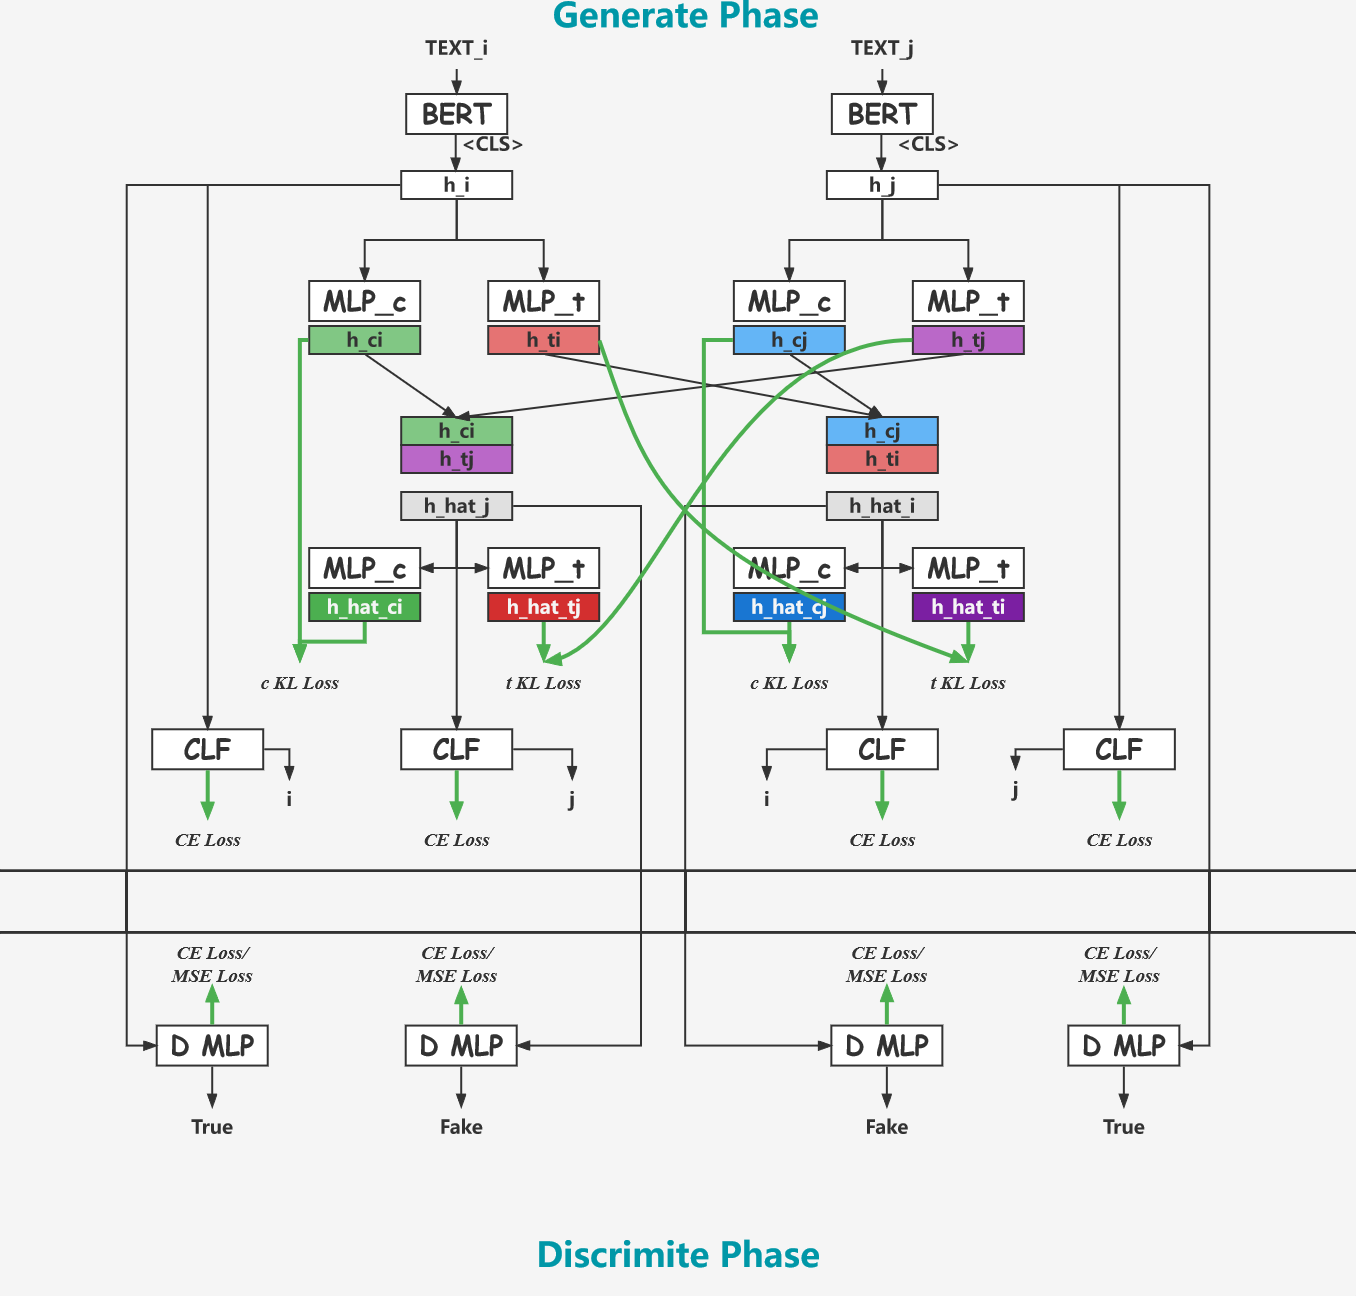 Generate Phase
TEXT_i
TEXT_j
BERT
BERT
<CLS>
<CLS>
h_i
h_j
MLP_c
MLP_t
MLP_c
MLP_t
h_ci
h_ti
h_cj
h_tj
h_ci
h_cj
h_tj
h_ti
h_hat_j
h_hat_i
MLP_c
MLP_t
MLP_c
MLP_t
h_hat_ci
h_hat_tj
h_hat_cj
h_hat_ti
c KL Loss
t KL Loss
c KL Loss
t KL Loss
CLF
CLF
CLF
CLF
i
j
i
j
CE Loss
CE Loss
CE Loss
CE Loss
CE Loss/
MSE Loss
CE Loss/
MSE Loss
CE Loss/
MSE Loss
CE Loss/
MSE Loss
D MLP
D MLP
D MLP
D MLP
True
Fake
Fake
True
Discrimite Phase